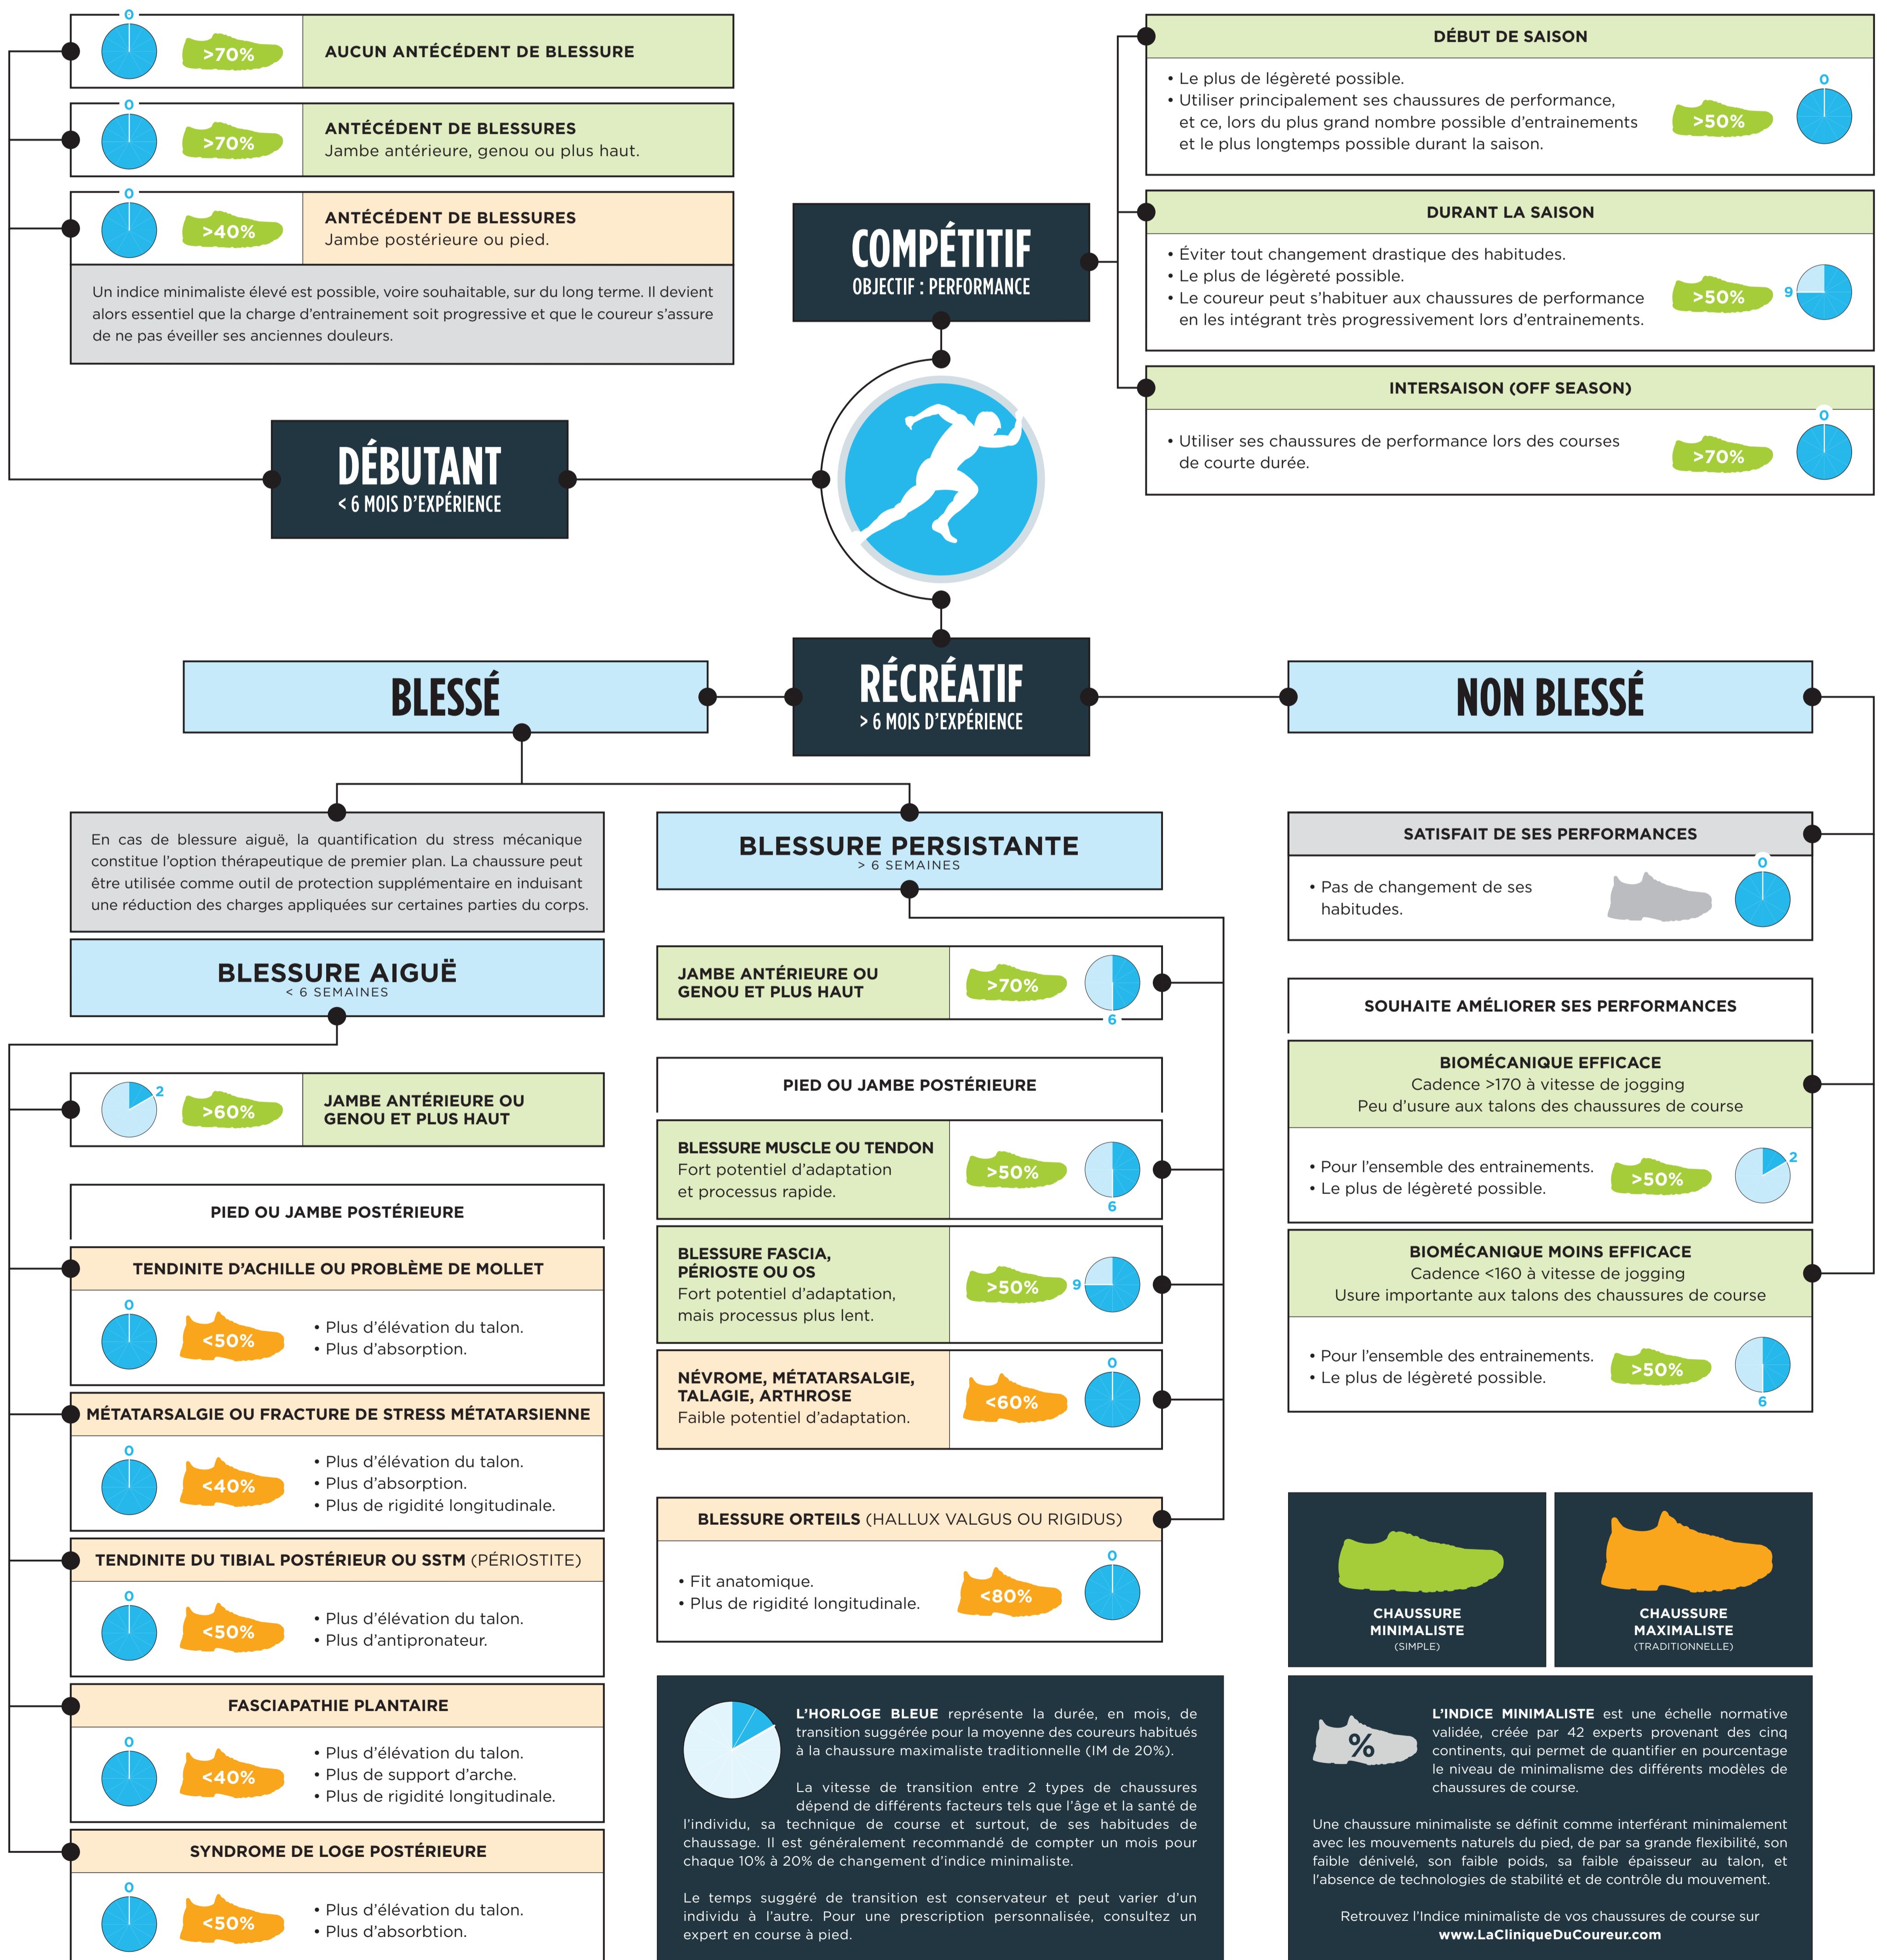 0
>70%
AUCUN ANTÉCÉDENT DE BLESSURE
0
>70%
ANTÉCÉDENT DE BLESSURES
Jambe antérieure, genou ou plus haut.
0
>40%
ANTÉCÉDENT DE BLESSURES
Jambe postérieure ou pied.
Un indice minimaliste élevé est possible, voire souhaitable, sur du long terme. Il devient
alors essentiel que la charge d'entrainement soit progressive et que le coureur s'assure
de ne pas éveiller ses anciennes douleurs.
DÉBUTANT
< 6 MOIS D'EXPÉRIENCE
COMPÉTITIF
OBJECTIF : PERFORMANCE
DÉBUT DE SAISON
• Le plus de légèreté possible.
• Utiliser principalement ses chaussures de performance,
et ce, lors du plus grand nombre possible d'entrainements
et le plus longtemps possible durant la saison.
>50%
0
DURANT LA SAISON
• Éviter tout changement drastique des habitudes.
• Le plus de légèreté possible.
• Le coureur peut s'habituer aux chaussures de performance
en les intégrant très progressivement lors d'entrainements.
>50%
9
INTERSAISON (OFF SEASON)
• Utiliser ses chaussures de performance lors des courses
de courte durée.
>70%
0
RÉCRÉATIF
> 6 MOIS D'EXPÉRIENCE
BLESSÉ
En cas de blessure aiguë, la quantification du stress mécanique
constitue l'option thérapeutique de premier plan. La chaussure peut
être utilisée comme outil de protection supplémentaire en induisant
une réduction des charges appliquées sur certaines parties du corps.
BLESSURE AIGUË
< 6 SEMAINES
2
>60%
JAMBE ANTÉRIEURE OU
GENOU ET PLUS HAUT
PIED OU JAMBE POSTÉRIEURE
TENDINITE D'ACHILLE OU PROBLÈME DE MOLLET
0
<50%
• Plus d'élévation du talon.
• Plus d'absorption.
MÉTATARSALGIE OU FRACTURE DE STRESS MÉTATARSIENNE
0
<40%
• Plus d'élévation du talon.
• Plus d'absorption.
• Plus de rigidité longitudinale.
TENDINITE DU TIBIAL POSTÉRIEUR OU SSTM (PÉRIOSTITE)
0
<50%
• Plus d'élévation du talon.
• Plus d'antipronateur.
FASCIAPATHIE PLANTAIRE
0
<40%
• Plus d'élévation du talon.
• Plus de support d'arche.
• Plus de rigidité longitudinale.
SYNDROME DE LOGE POSTÉRIEURE
0
<50%
• Plus d'élévation du talon.
• Plus d'absorbtion.
BLESSURE PERSISTANTE
> 6 SEMAINES
JAMBE ANTÉRIEURE OU
GENOU ET PLUS HAUT
>70%
6
PIED OU JAMBE POSTÉRIEURE
BLESSURE MUSCLE OU TENDON
Fort potentiel d'adaptation
et processus rapide.
>50%
6
BLESSURE FASCIA,
PÉRIOSTE OU OS
Fort potentiel d'adaptation,
mais processus plus lent.
>50%
9
NÉVROME, MÉTATARSALGIE,
TALAGIE, ARTHROSE
Faible potentiel d'adaptation.
<60%
0
BLESSURE ORTEILS (HALLUX VALGUS OU RIGIDUS)
• Fit anatomique.
• Plus de rigidité longitudinale.
<80%
0
L'HORLOGE BLEUE représente la durée, en mois, de
transition suggérée pour la moyenne des coureurs habitués
à la chaussure maximaliste traditionnelle (IM de 20%).
La vitesse de transition entre 2 types de chaussures
dépend de différents facteurs tels que l'âge et la santé de
l'individu, sa technique de course et surtout, de ses habitudes de
chaussage. Il est généralement recommandé de compter un mois pour
chaque 10% à 20% de changement d'indice minimaliste.
Le temps suggéré de transition est conservateur et peut varier d'un
individu à l'autre. Pour une prescription personnalisée, consultez un
expert en course à pied.
NON BLESSÉ
SATISFAIT DE SES PERFORMANCES
• Pas de changement de ses
habitudes.
0
SOUHAITE AMÉLIORER SES PERFORMANCES
BIOMÉCANIQUE EFFICACE
Cadence >170 à vitesse de jogging
Peu d'usure aux talons des chaussures de course
• Pour l'ensemble des entrainements.
• Le plus de légèreté possible.
>50%
2
BIOMÉCANIQUE MOINS EFFICACE
Cadence <160 à vitesse de jogging
Usure importante aux talons des chaussures de course
• Pour l'ensemble des entrainements.
• Le plus de légèreté possible.
>50%
6
CHAUSSURE
MINIMALISTE
(SIMPLE)
CHAUSSURE
MAXIMALISTE
(TRADITIONNELLE)
%
L'INDICE MINIMALISTE est une échelle normative
validée, créée par 42 experts provenant des cinq
continents, qui permet de quantifier en pourcentage
le niveau de minimalisme des différents modèles de
chaussures de course.
Une chaussure minimaliste se définit comme interférant minimalement
avec les mouvements naturels du pied, de par sa grande flexibilité, son
faible dénivelé, son faible poids, sa faible épaisseur au talon, et
l'absence de technologies de stabilité et de contrôle du mouvement.
Retrouvez l'Indice minimaliste de vos chaussures de course sur
www.LaCliniqueDuCoureur.com